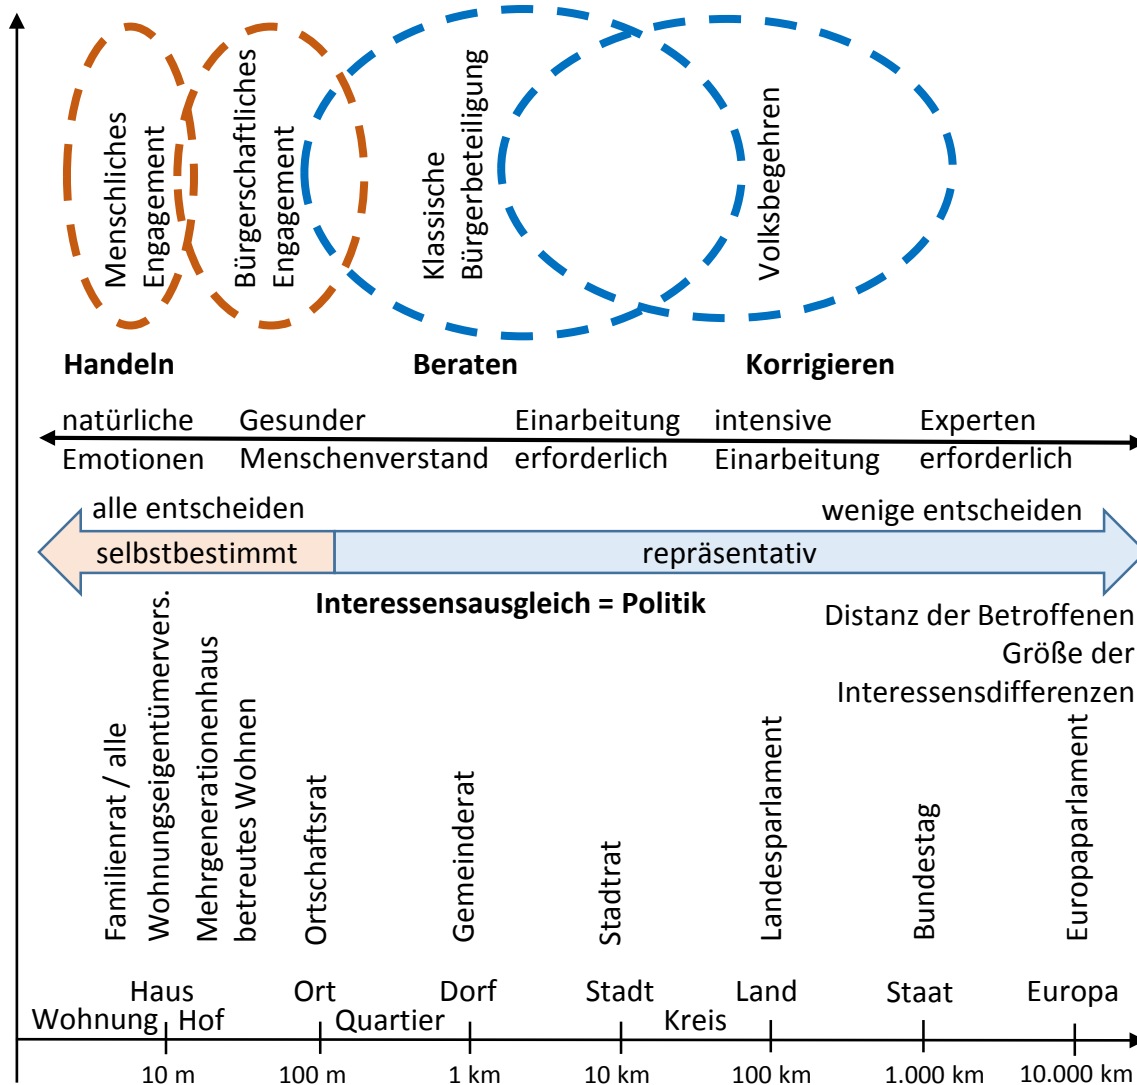 Menschliches
Engagement
Bürgerschaftliches
Engagement
Klassische
Bürgerbeteiligung
Volksbegehren
Handeln
Beraten
Korrigieren
natürliche
Emotionen
Gesunder
Menschenverstand
Einarbeitung
erforderlich
intensive
Einarbeitung
Experten
erforderlich
alle entscheiden
wenige entscheiden
selbstbestimmt
repräsentativ
Interessensausgleich = Politik
Distanz der Betroffenen
Größe der
Interessensdifferenzen
Familienrat / alle
Wohnungseigentümervers.
Mehrgenerationenhaus
betreutes Wohnen
Ortschaftsrat
Gemeinderat
Stadtrat
Landesparlament
Bundestag
Europaparlament
Haus
Ort
Dorf
Stadt
Land
Staat
Europa
Wohnung
Hof
Quartier
Kreis
10 m
100 m
1 km
10 km
100 km
1.000 km
10.000 km